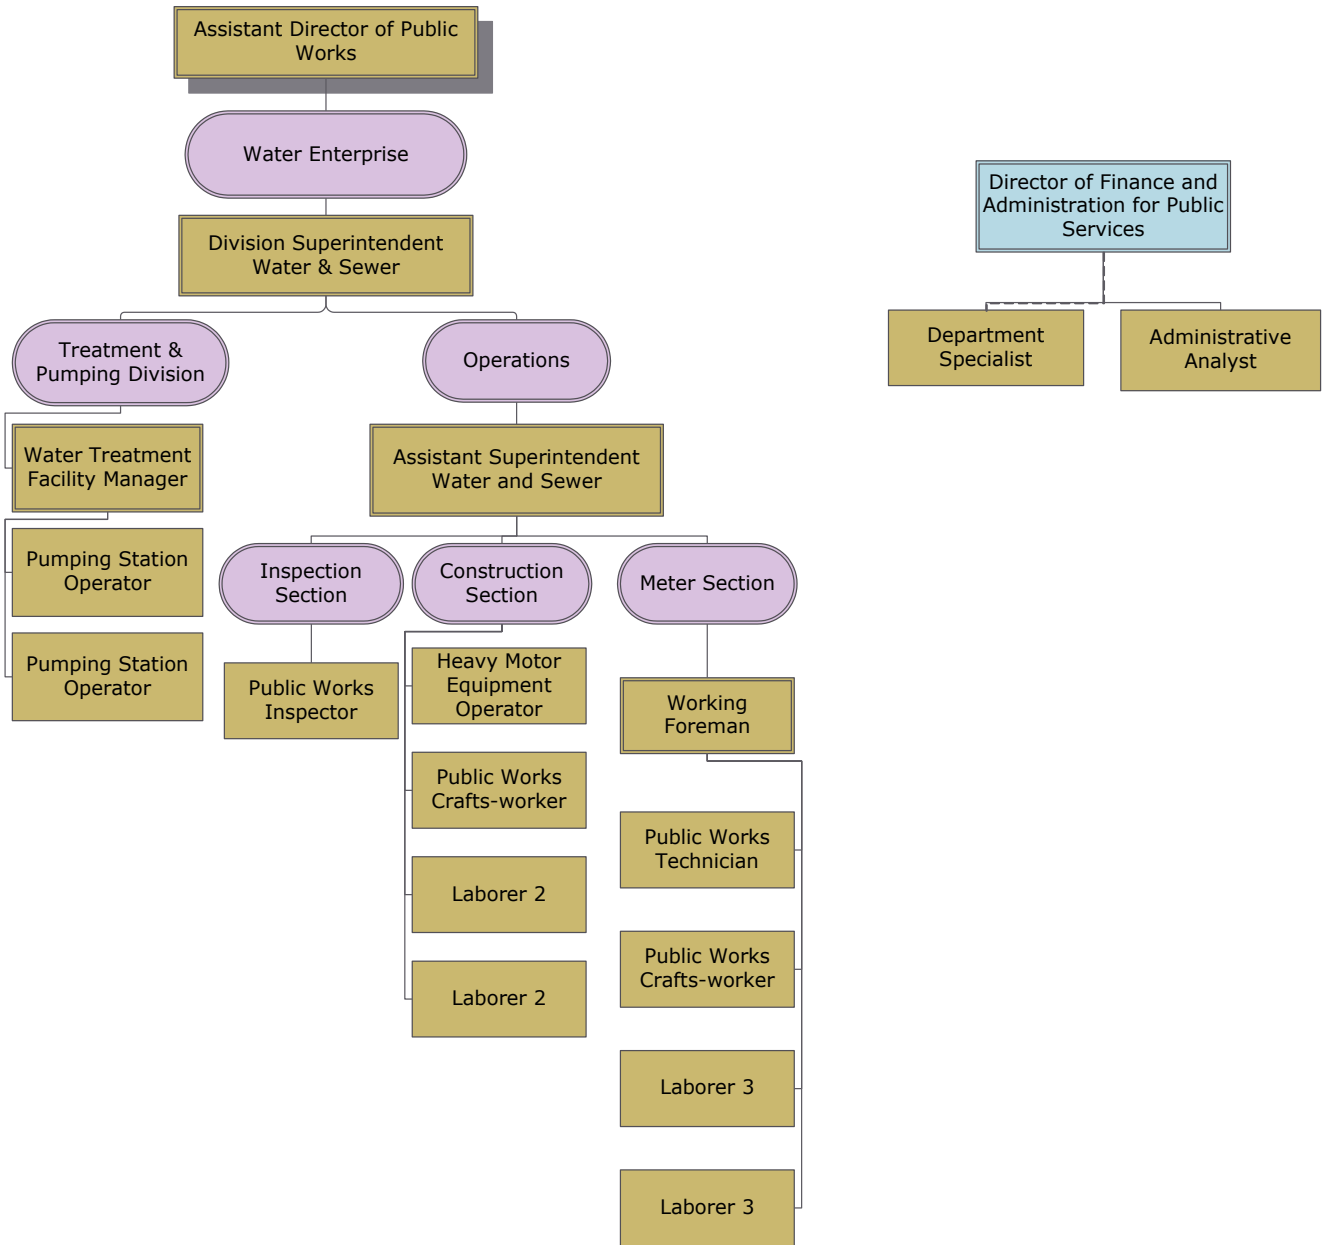 Assistant Director of Public
Works
Water Enterprise
Division Superintendent
Water & Sewer
Treatment &
Pumping Division
Operations
Water Treatment
Facility Manager
Pumping Station
Operator
Pumping Station
Operator
Assistant Superintendent
Water and Sewer
Inspection
Section
Public Works
Inspector
Construction
Section
Heavy Motor
Equipment
Operator
Public Works
Crafts-worker
Laborer 2
Laborer 2
Meter Section
Working
Foreman
Public Works
Technician
Public Works
Crafts-worker
Laborer 3
Laborer 3
Director of Finance and
Administration for Public
Services
Department
Specialist
Administrative
Analyst